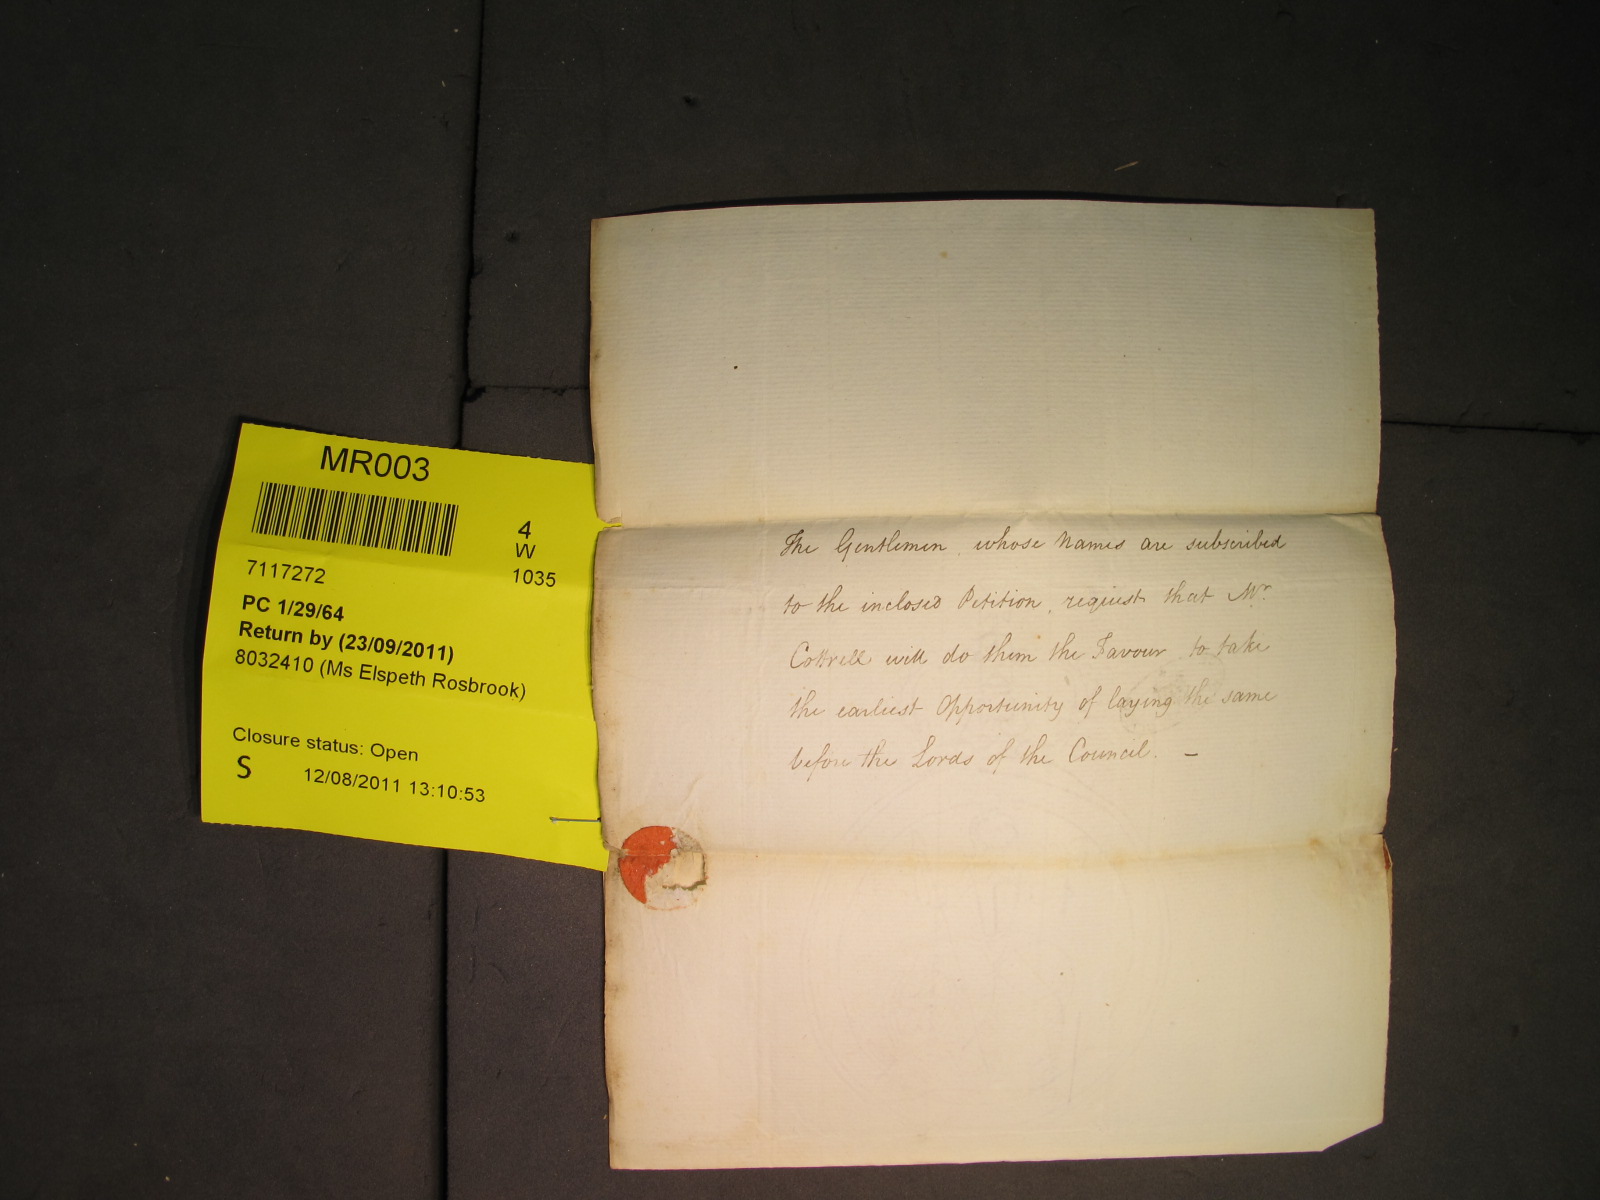 MR003
4
W
1035
7117272
PC 1/29/64
Return by (23/09/2011)
8032410 (Ms Elspeth Rosbrook)
Closure status: Open
S 12/08/2011 13:10:53
The Gentlemen whose Names are subscribed
to the inclosed Petition, request that Mr
Cottrell will do them the Favour to take
the earliest Opportunity of laying the same
before the Lords of the Council. —